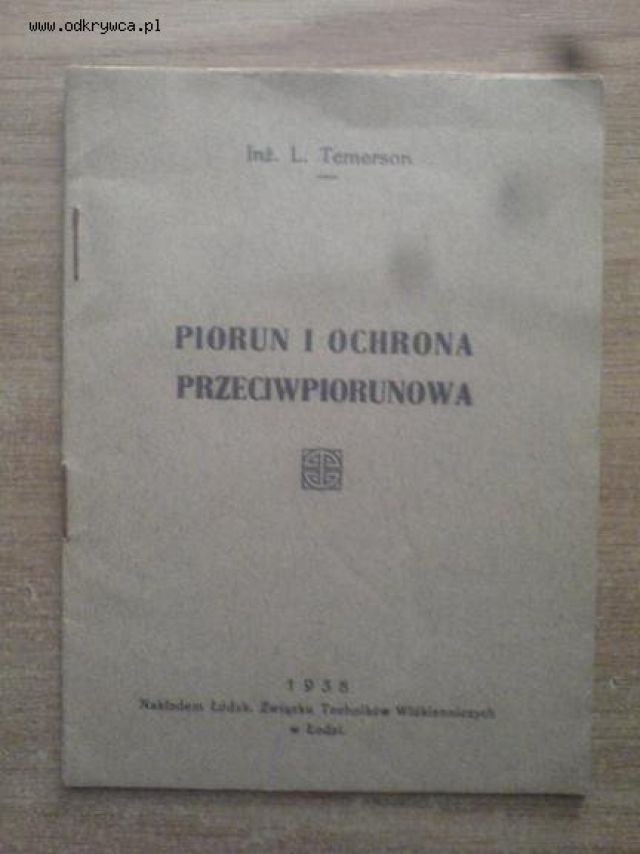 www.odkrywca.pl
Inż. L. Temerson
PIORUN I OCHRONA
PRZECIWPIORUNOWA
1938
Nakładem Łódzk. Związku Techników Włókienniczych
w Łodzi.